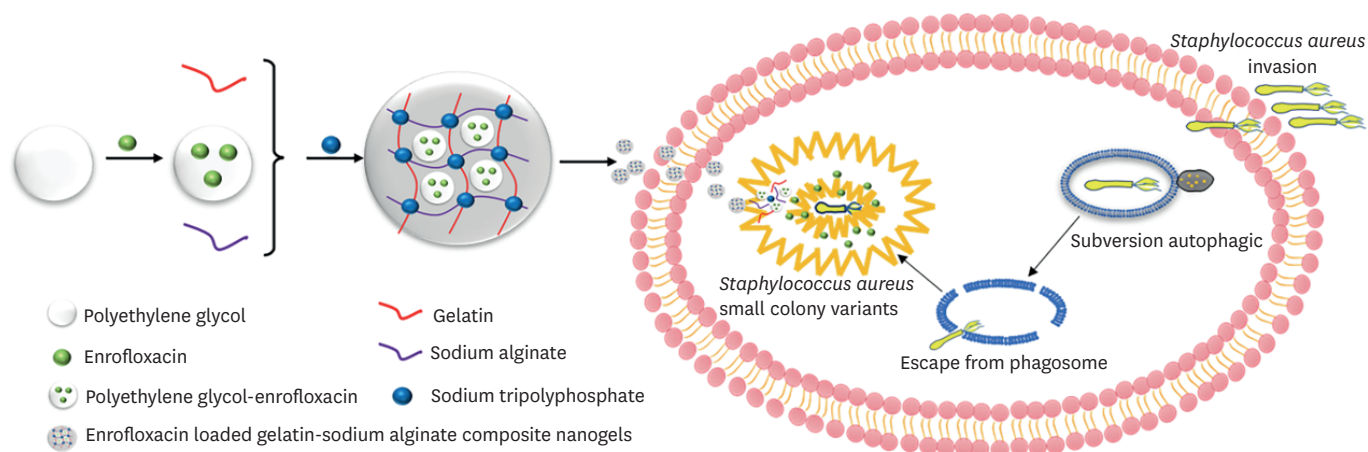 Staphylococcus aureus
invasion
Subversion autophagic
Staphylococcus aureus
small colony variants
Escape from phagosome
Polyethylene glycol
Gelatin
Enrofloxacin
Sodium alginate
Polyethylene glycol-enrofloxacin
Sodium tripolyphosphate
Enrofloxacin loaded gelatin-sodium alginate composite nanogels